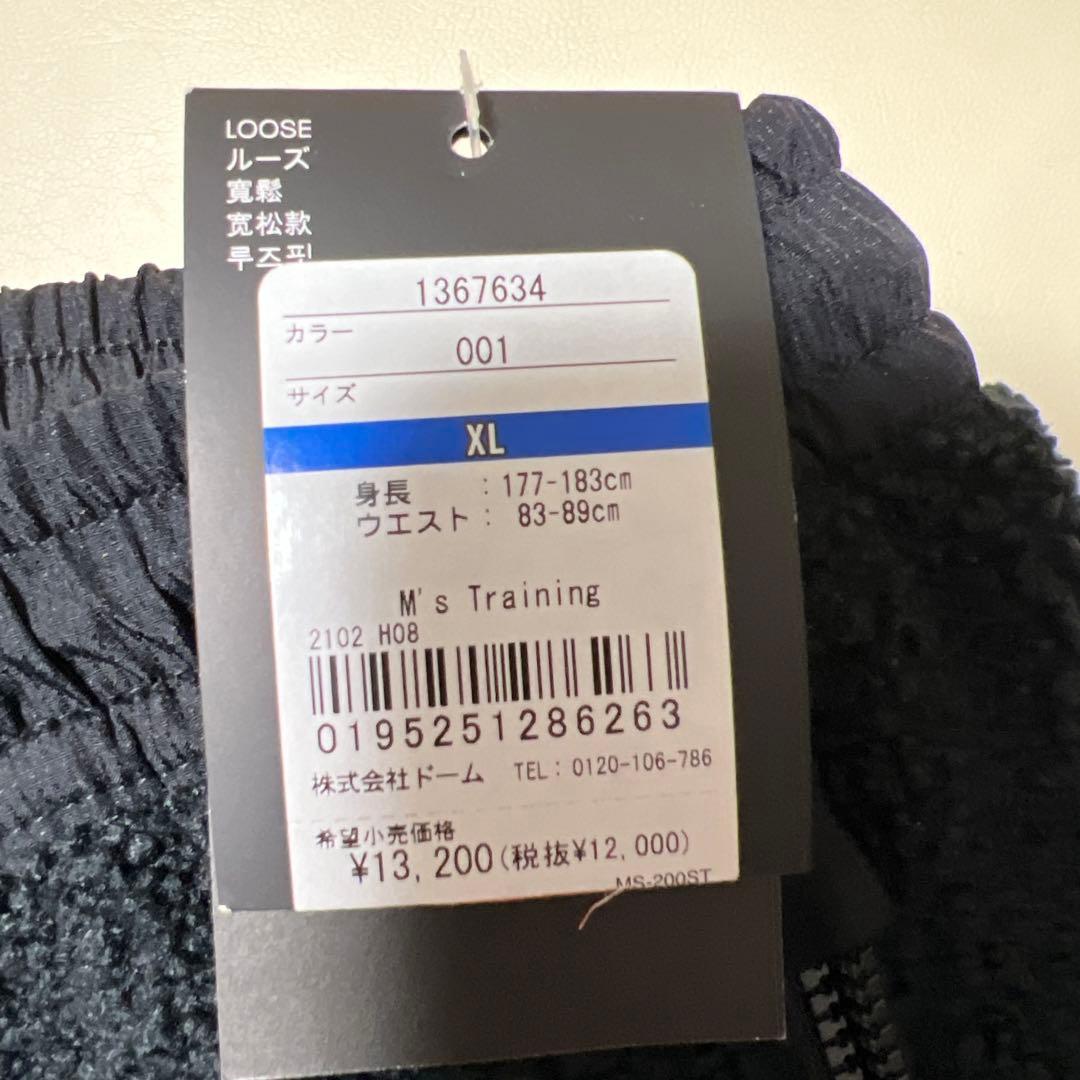 LOOSE
ルーズ
寬鬆
宽松款
루즈핏
1367634
カラー
001
サイズ
XL
身長 : 177-183cm
ウエスト : 83-89cm
M's Training
2102 H08
0195251286263
株式会社ドーム TEL: 0120-106-786
希望小売価格
¥13,200(税抜¥12,000)
MS-200ST